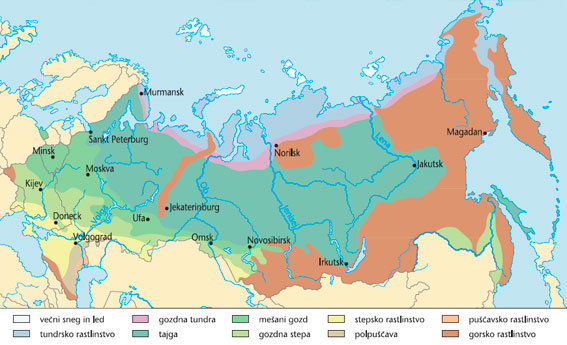 Murmansk
Sankt Peterburg
Minsk
Moskva
Kijev
Doneck
Volgograd
Ufa
Jekaterinburg
Omsk
Novosibirsk
Norilsk
Irkutsk
Jakutsk
Magadan
Ob
Jenisej
Lena
večni sneg in led
gozdna tundra
mešani gozd
stepsko rastlinstvo
puščavsko rastlinstvo
tundrsko rastlinstvo
tajga
gozdna stepa
polpuščava
gorsko rastlinstvo